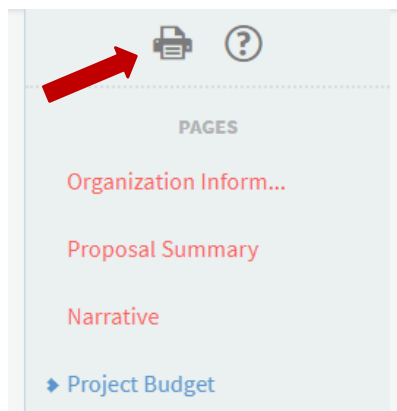 ?
PAGES
Organization Inform...
Proposal Summary
Narrative
Project Budget